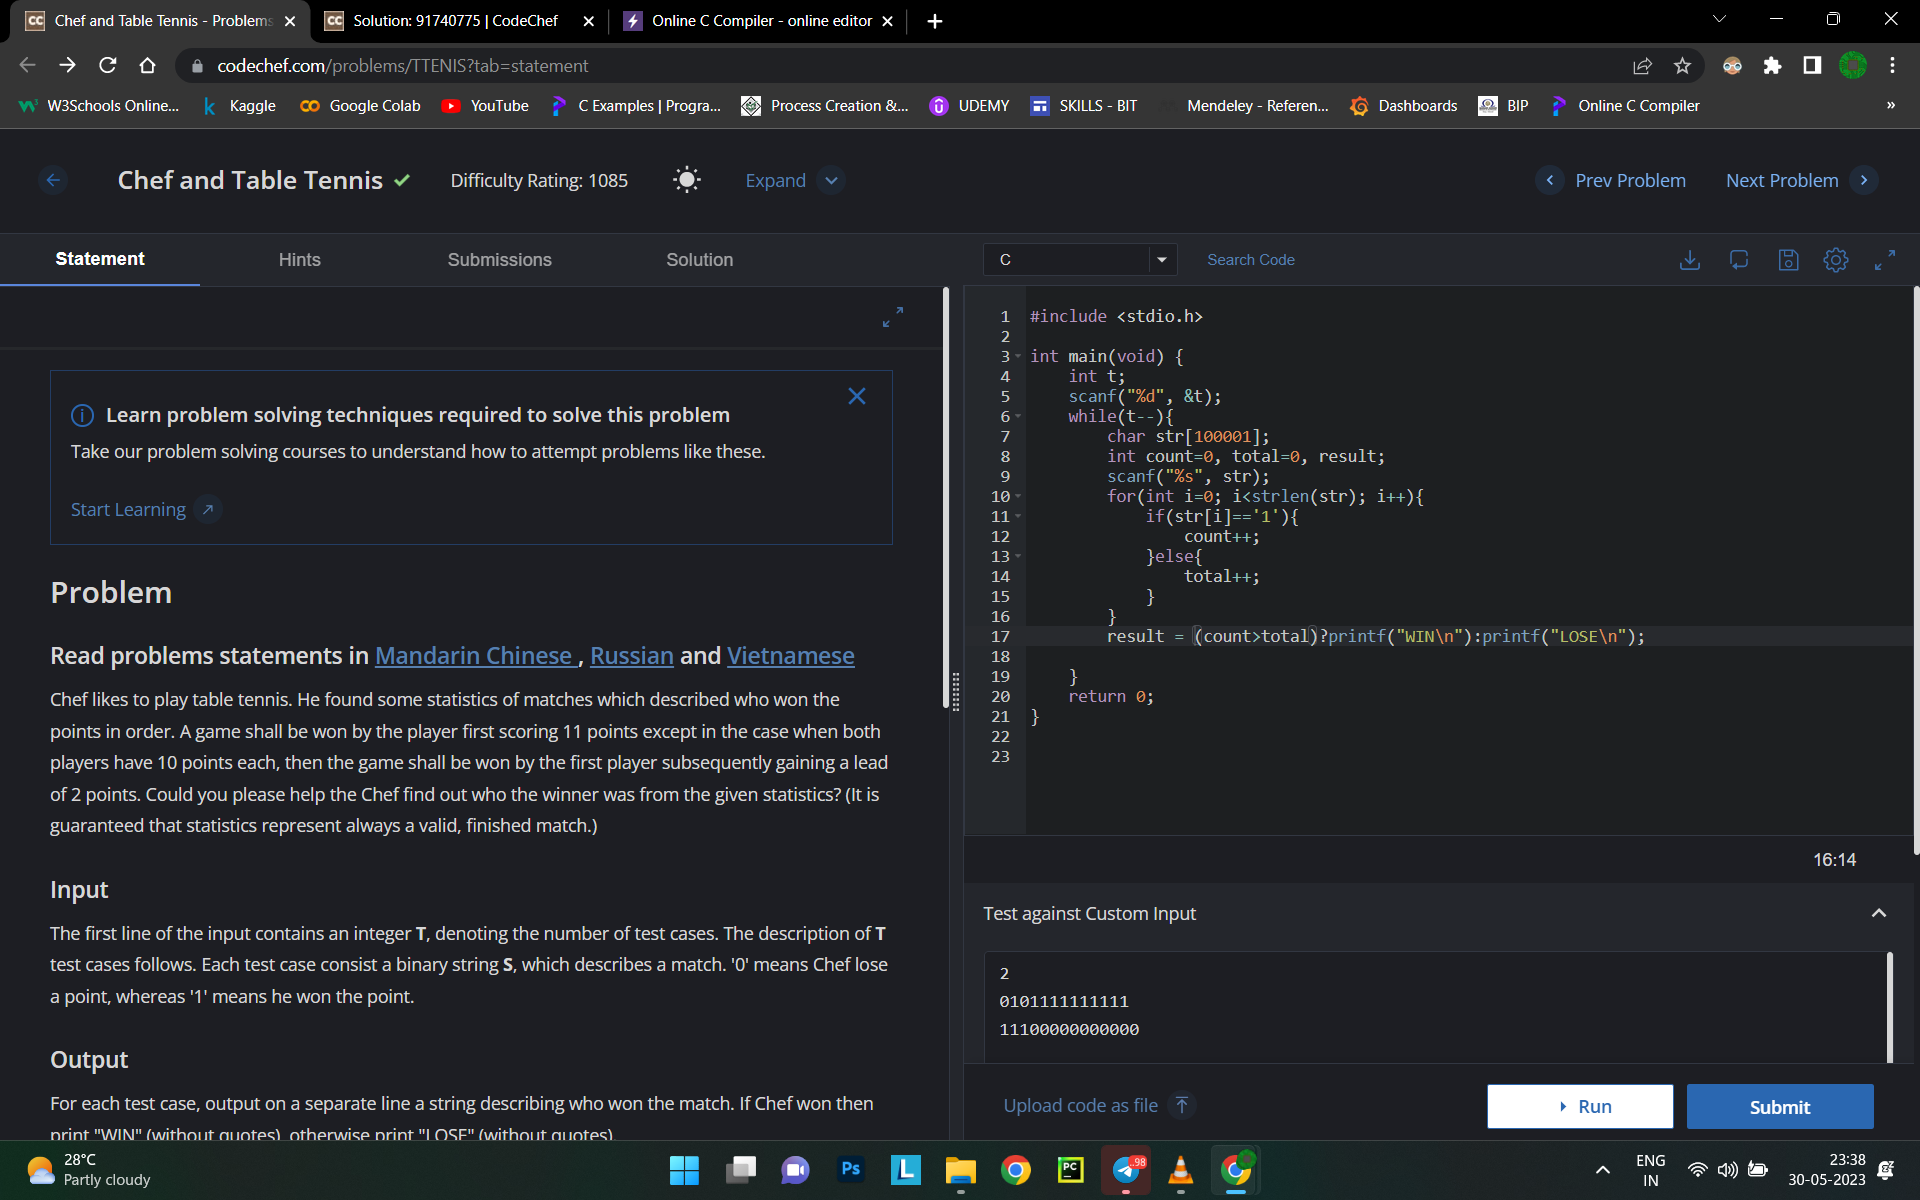 Chef and Table Tennis - Problems
Solution: 91740775 | CodeChef
Online C Compiler - online editor
codechef.com/problems/TTENIS?tab=statement
W3Schools Online...
Kaggle
Google Colab
YouTube
C Examples | Progra...
Process Creation &...
UDEMY
SKILLS - BIT
Mendeley - Referen...
Dashboards
BIP
Online C Compiler
»
Chef and Table Tennis
Difficulty Rating: 1085
Expand
Prev Problem
Next Problem
Statement
Hints
Submissions
Solution
C
Search Code
Learn problem solving techniques required to solve this problem
Take our problem solving courses to understand how to attempt problems like these.
Start Learning
Problem
Read problems statements in Mandarin Chinese , Russian and Vietnamese
Chef likes to play table tennis. He found some statistics of matches which described who won the
points in order. A game shall be won by the player first scoring 11 points except in the case when both
players have 10 points each, then the game shall be won by the first player subsequently gaining a lead
of 2 points. Could you please help the Chef find out who the winner was from the given statistics? (It is
guaranteed that statistics represent always a valid, finished match.)
Input
The first line of the input contains an integer T, denoting the number of test cases. The description of T
test cases follows. Each test case consist a binary string S, which describes a match. '0' means Chef lose
a point, whereas '1' means he won the point.
Output
For each test case, output on a separate line a string describing who won the match. If Chef won then
print "WIN" (without quotes), otherwise print "LOSE" (without quotes).
1 #include <stdio.h>
2
3 int main(void) {
4 int t;
5 scanf("%d", &t);
6 while(t--){
7 char str[100001];
8 int count=0, total=0, result;
9 scanf("%s", str);
10 for(int i=0; i<strlen(str); i++){
11 if(str[i]=='1'){
12 count++;
13 }else{
14 total++;
15 }
16 }
17 result = (count>total)?printf("WIN\n"):printf("LOSE\n");
18
19 }
20 return 0;
21 }
22
23
16:14
Test against Custom Input
2
0101111111111
11100000000000
Upload code as file
Run
Submit
28°C
Partly cloudy
Ps
L
PC
98
ENG
IN
23:38
30-05-2023